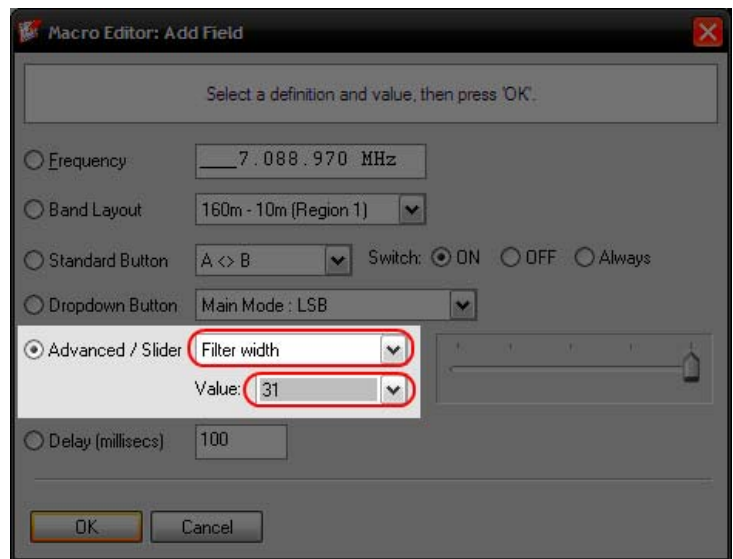 Macro Editor: Add Field
Select a definition and value, then press 'OK'.
Frequency ___7.088.970 MHz
Band Layout 160m - 10m (Region 1)
Standard Button A <> B Switch: ON OFF Always
Dropdown Button Main Mode : LSB
Advanced / Slider Filter width
Value: 31
Delay (millisecs) 100
OK Cancel